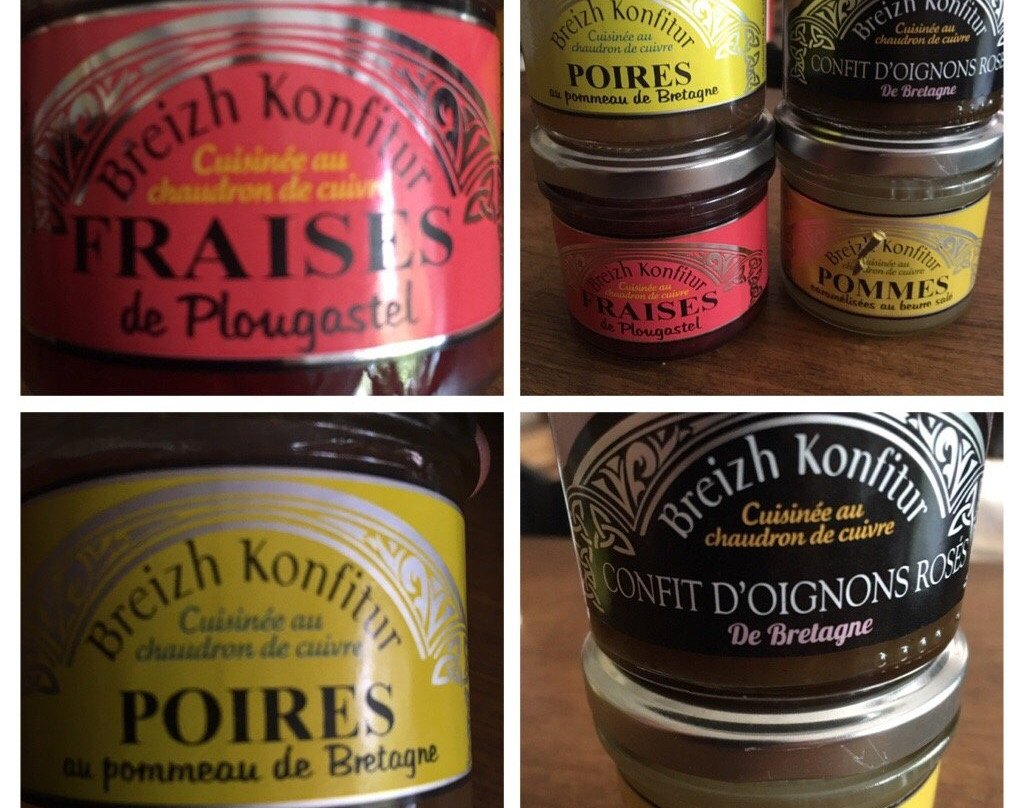 Breizh Konfitur
Cuisinée au
chaudron de cuivre
FRAISES
de Plougastel
Breizh Konfitur
Cuisinée au
chaudron de cuivre
POIRES
au pommeau de Bretagne
Breizh Konfitur
Cuisinée au
chaudron de cuivre
CONFIT D'OIGNONS ROSÉS
De Bretagne
Breizh Konfitur
Cuisinée au
chaudron de cuivre
FRAISES
de Plougastel
Breizh Konfitur
Cuisinée au
chaudron de cuivre
POMMES
caramélisées au beurre salé
Breizh Konfitur
Cuisinée au
chaudron de cuivre
POIRES
au pommeau de Bretagne
Breizh Konfitur
Cuisinée au
chaudron de cuivre
CONFIT D'OIGNONS ROSÉS
De Bretagne